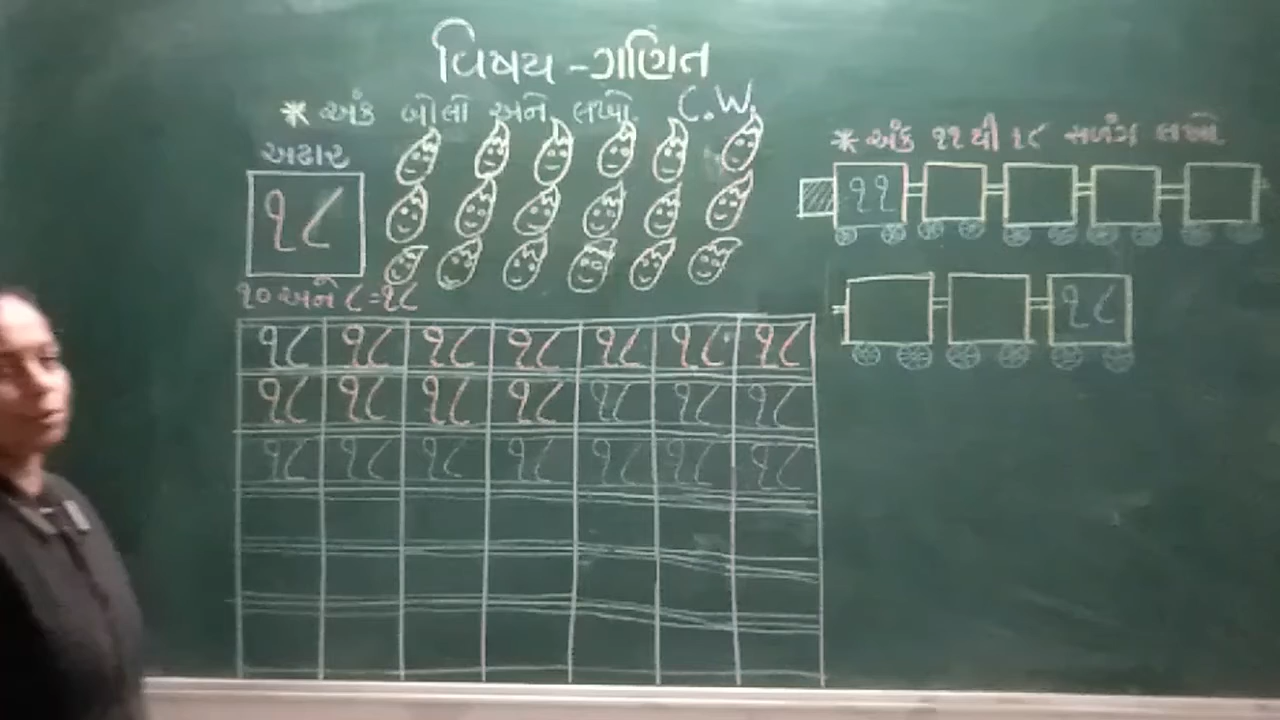 વિષય - ગણિત
* અંક બોલો અને લખો. C.W.
અઢાર
૧૮
૧૦ અને ૮ = ૧૮
૧૮ ૧૮ ૧૮ ૧૮ ૧૮ ૧૮ ૧૮
૧૮ ૧૮ ૧૮ ૧૮ ૧૮ ૧૮ ૧૮
૧૮ ૧૮ ૧૮ ૧૮ ૧૮ ૧૮ ૧૮
* અંક ૧૧ થી ૧૮ સળંગ લખો
૧૧
૧૮